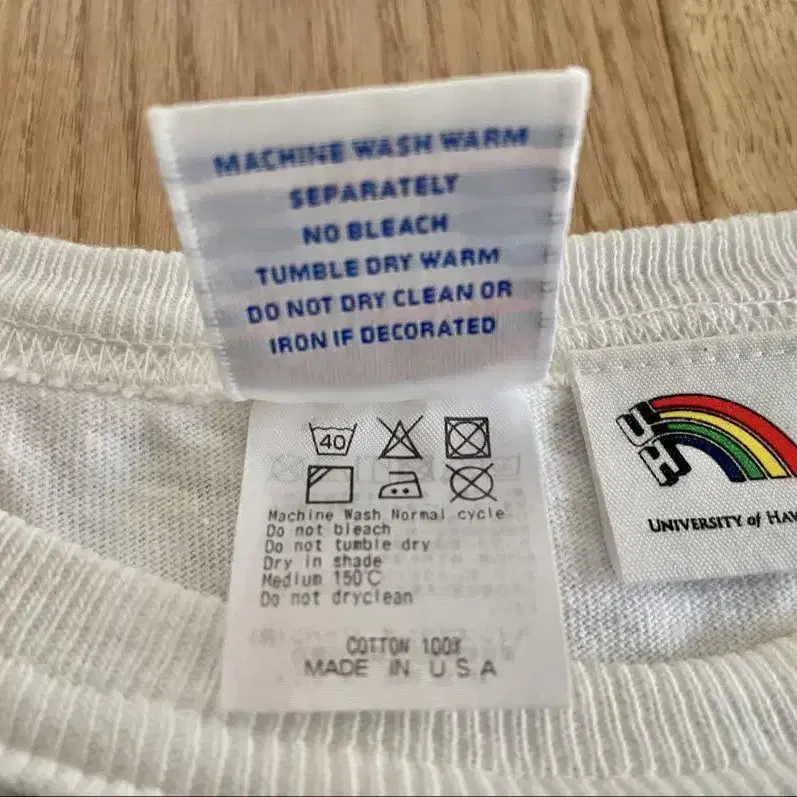 MACHINE WASH WARM
SEPARATELY
NO BLEACH
TUMBLE DRY WARM
DO NOT DRY CLEAN OR
IRON IF DECORATED
40
Machine Wash Normal cycle
Do not bleach
Do not tumble dry
Dry in shade
Medium 150℃
Do not dryclean
COTTON 100%
MADE IN U.S.A
UH
UNIVERSITY of HAW